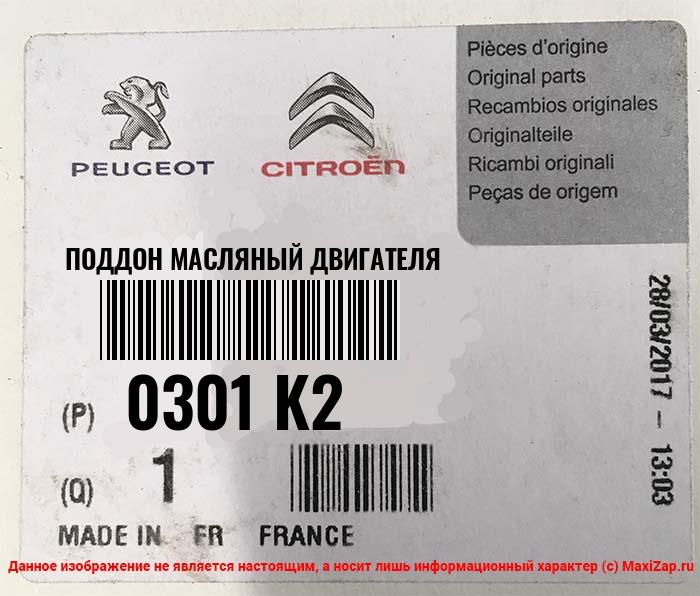 PEUGEOT
CITROËN
Pièces d'origine
Original parts
Recambios originales
Originalteile
Ricambi originali
Peças de origem
ПОДДОН МАСЛЯНЫЙ ДВИГАТЕЛЯ
(P) 0301 K2
(Q) 1
MADE IN FR FRANCE
28/03/2017 - 13:03
Данное изображение не является настоящим, а носит лишь информационный характер (c) MaxiZap.ru